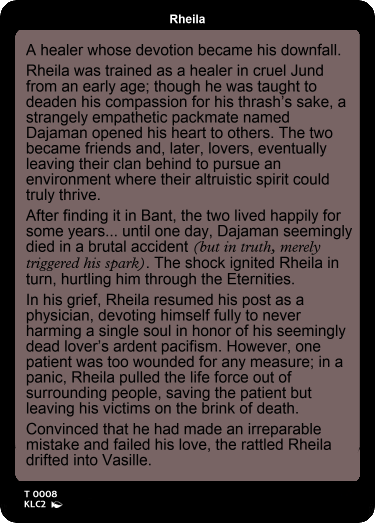 Rheila
A healer whose devotion became his downfall.
Rheila was trained as a healer in cruel Jund
from an early age; though he was taught to
deaden his compassion for his thrash's sake, a
strangely empathetic packmate named
Dajaman opened his heart to others. The two
became friends and, later, lovers, eventually
leaving their clan behind to pursue an
environment where their altruistic spirit could
truly thrive.
After finding it in Bant, the two lived happily for
some years... until one day, Dajaman seemingly
died in a brutal accident (but in truth, merely
triggered his spark). The shock ignited Rheila in
turn, hurtling him through the Eternities.
In his grief, Rheila resumed his post as a
physician, devoting himself fully to never
harming a single soul in honor of his seemingly
dead lover's ardent pacifism. However, one
patient was too wounded for any measure; in a
panic, Rheila pulled the life force out of
surrounding people, saving the patient but
leaving his victims on the brink of death.
Convinced that he had made an irreparable
mistake and failed his love, the rattled Rheila
drifted into Vasille.
T 0008
KLC2